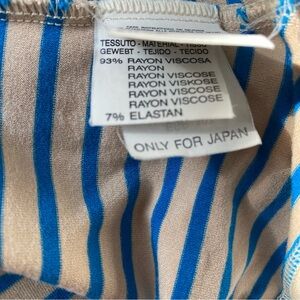 TESSUTO - MATERIAL - TISSU
GEWEBT - TEJIDO - TECIDO
93% RAYON VISCOSA
RAYON
RAYON VISCOSE
RAYON VISKOSE
RAYON VISCOSA
RAYON VISCOSE
7% ELASTAN
ONLY FOR JAPAN